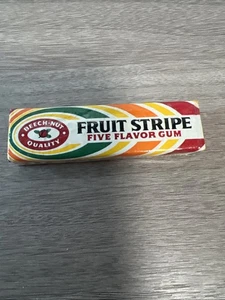 BEECH-NUT
QUALITY
FRUIT STRIPE
FIVE FLAVOR GUM